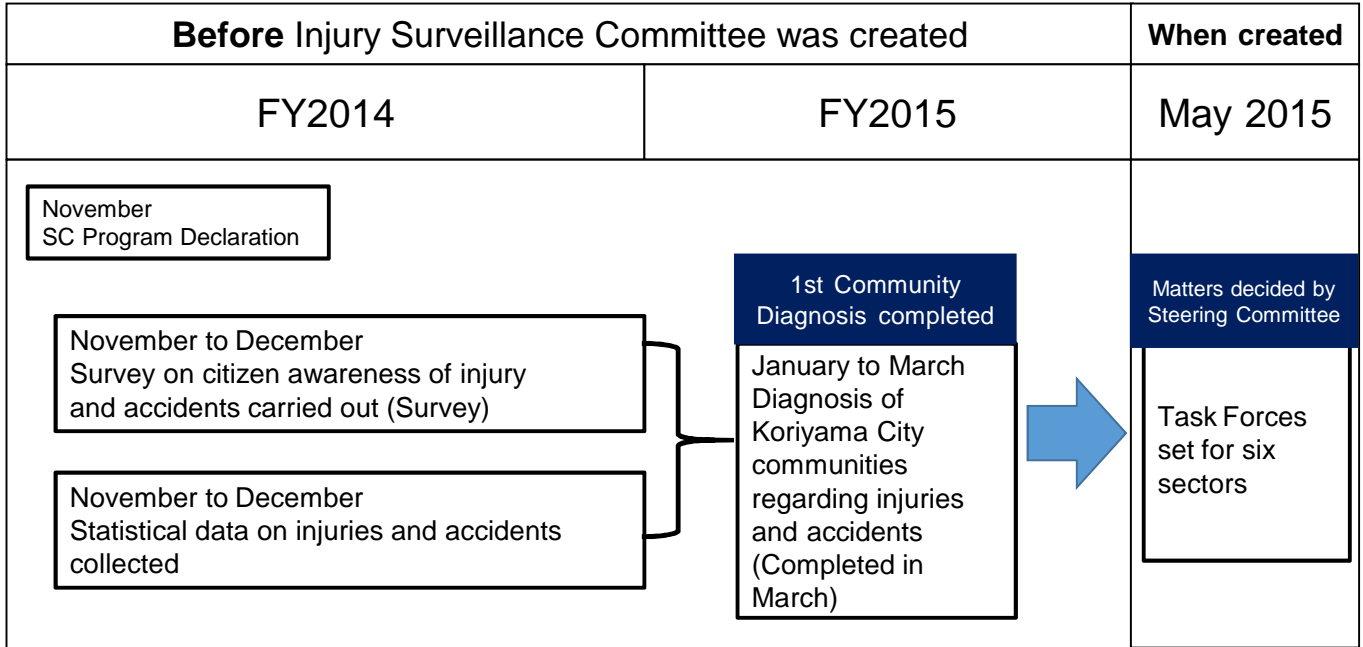 Before Injury Surveillance Committee was created
When created
FY2014
FY2015
May 2015
November
SC Program Declaration
November to December
Survey on citizen awareness of injury
and accidents carried out (Survey)
November to December
Statistical data on injuries and accidents
collected
1st Community
Diagnosis completed
January to March
Diagnosis of
Koriyama City
communities
regarding injuries
and accidents
(Completed in
March)
Matters decided by
Steering Committee
Task Forces
set for six
sectors